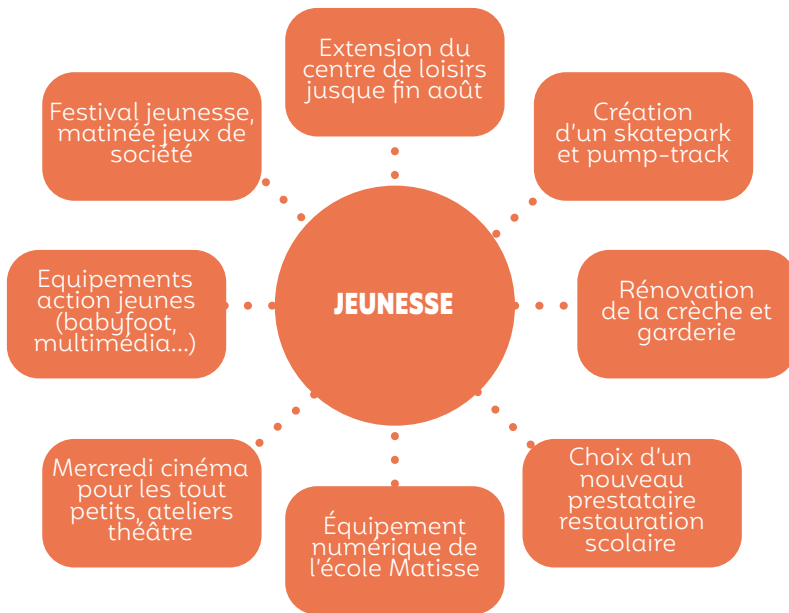 Extension du
centre de loisirs
jusque fin août
Festival jeunesse,
matinée jeux de
société
Création
d'un skatepark
et pump-track
Equipements
action jeunes
(babyfoot,
multimédia...)
JEUNESSE
Rénovation
de la crèche et
garderie
Mercredi cinéma
pour les tout
petits, ateliers
théâtre
Équipement
numérique de
l'école Matisse
Choix d'un
nouveau
prestataire
restauration
scolaire